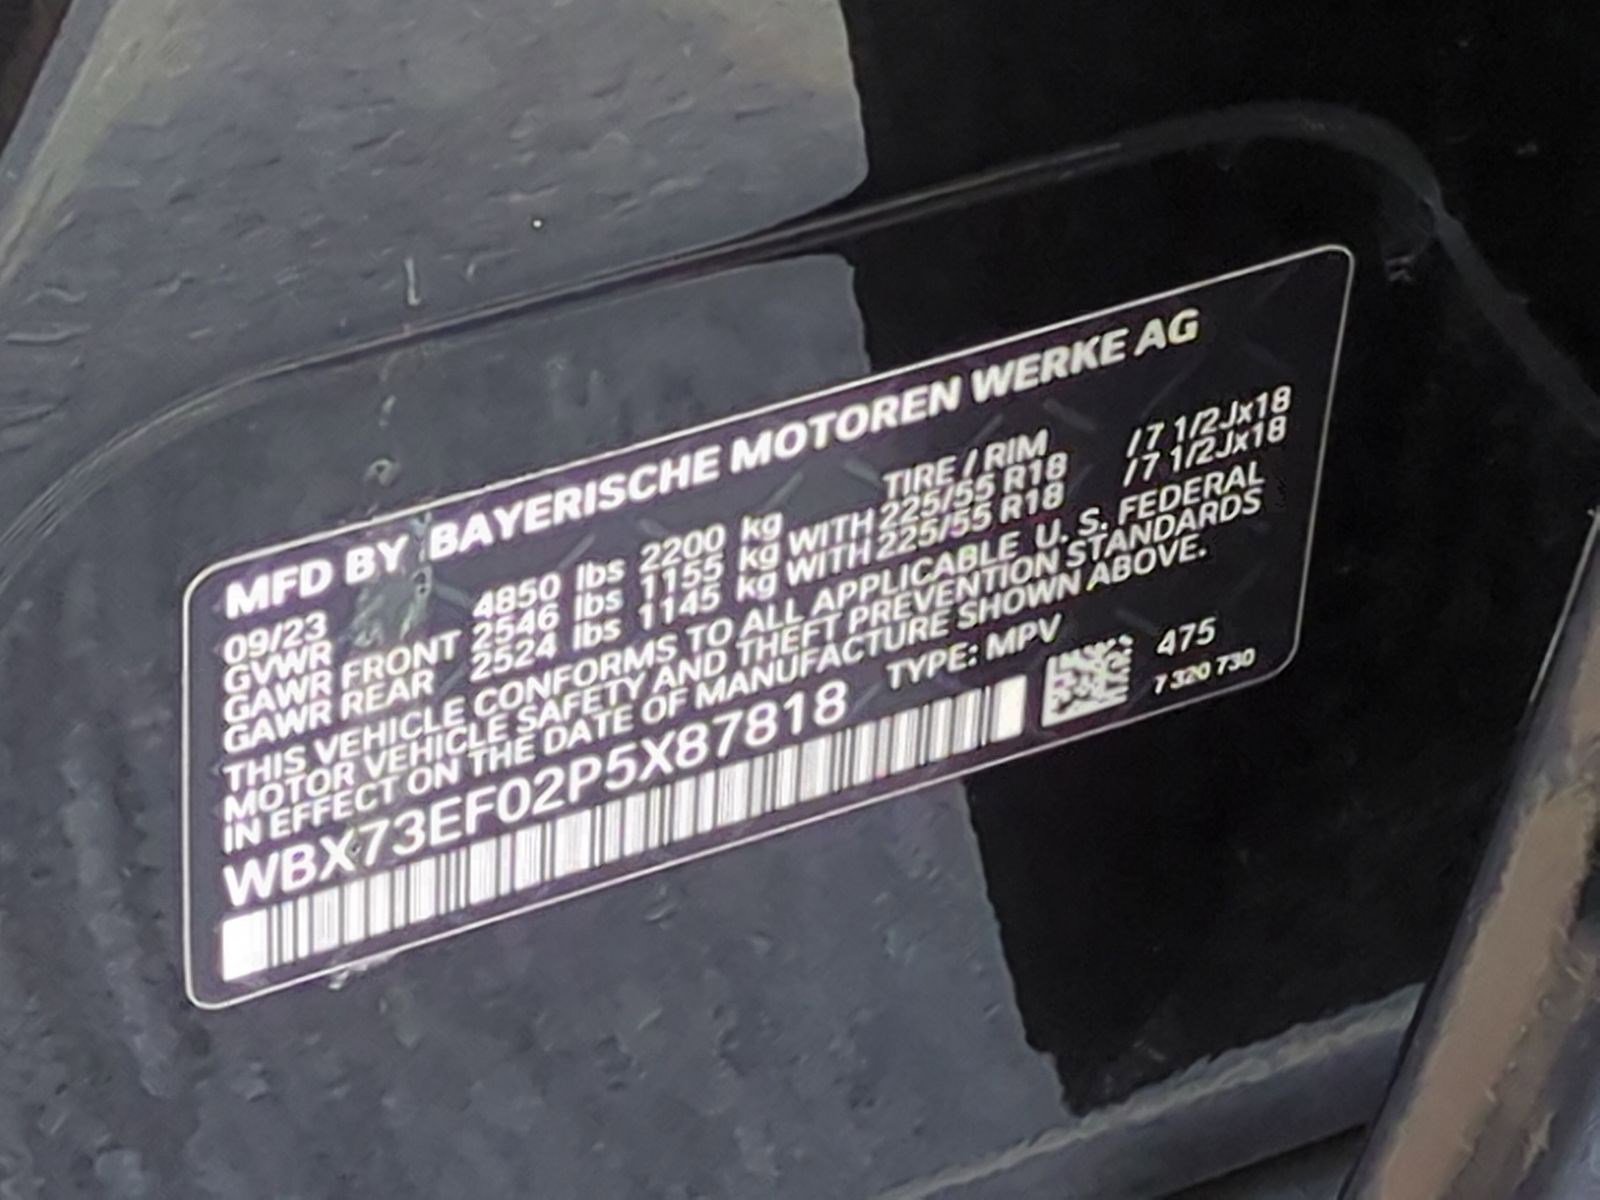 MFD BY BAYERISCHE MOTOREN WERKE AG
09/23 TIRE / RIM
GVWR 4850 lbs 2200 kg
GAWR FRONT 2546 lbs 1155 kg WITH 225/55 R18 / 7 1/2Jx18
GAWR REAR 2524 lbs 1145 kg WITH 225/55 R18 / 7 1/2Jx18
THIS VEHICLE CONFORMS TO ALL APPLICABLE U. S. FEDERAL
MOTOR VEHICLE SAFETY AND THEFT PREVENTION STANDARDS
IN EFFECT ON THE DATE OF MANUFACTURE SHOWN ABOVE.
WBX73EF02P5X87818 TYPE: MPV 475
7 320 730